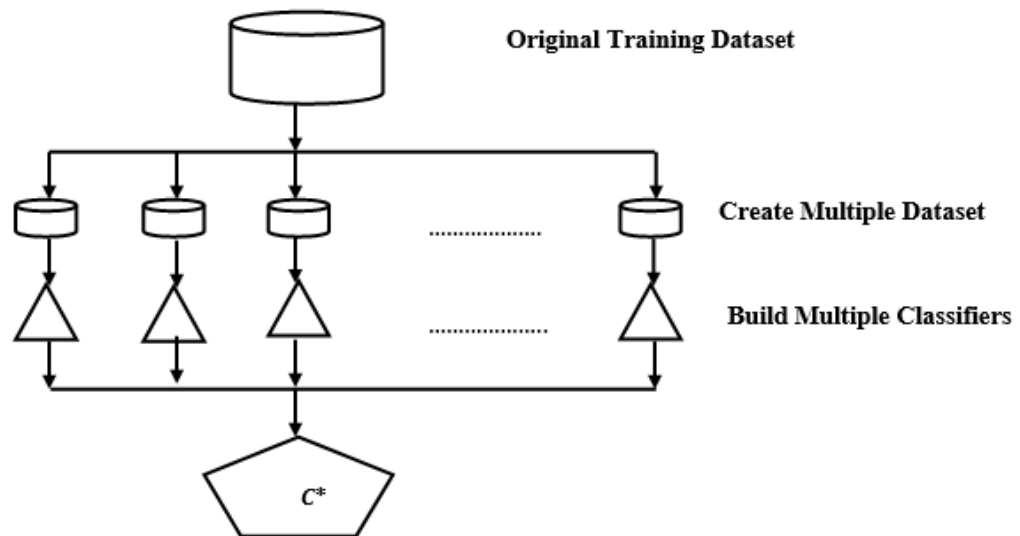 Original Training Dataset
Create Multiple Dataset
....................
Build Multiple Classifiers
.....................
C*